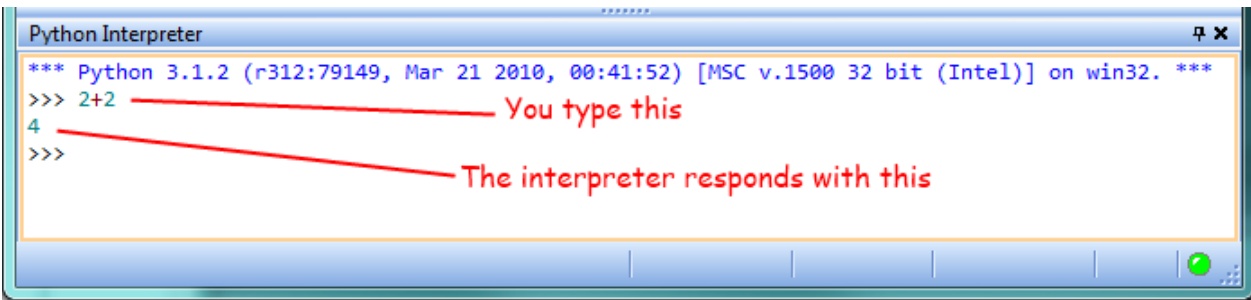 Python Interpreter
*** Python 3.1.2 (r312:79149, Mar 21 2010, 00:41:52) [MSC v.1500 32 bit (Intel)] on win32. ***
>>> 2+2
You type this
4
>>>
The interpreter responds with this